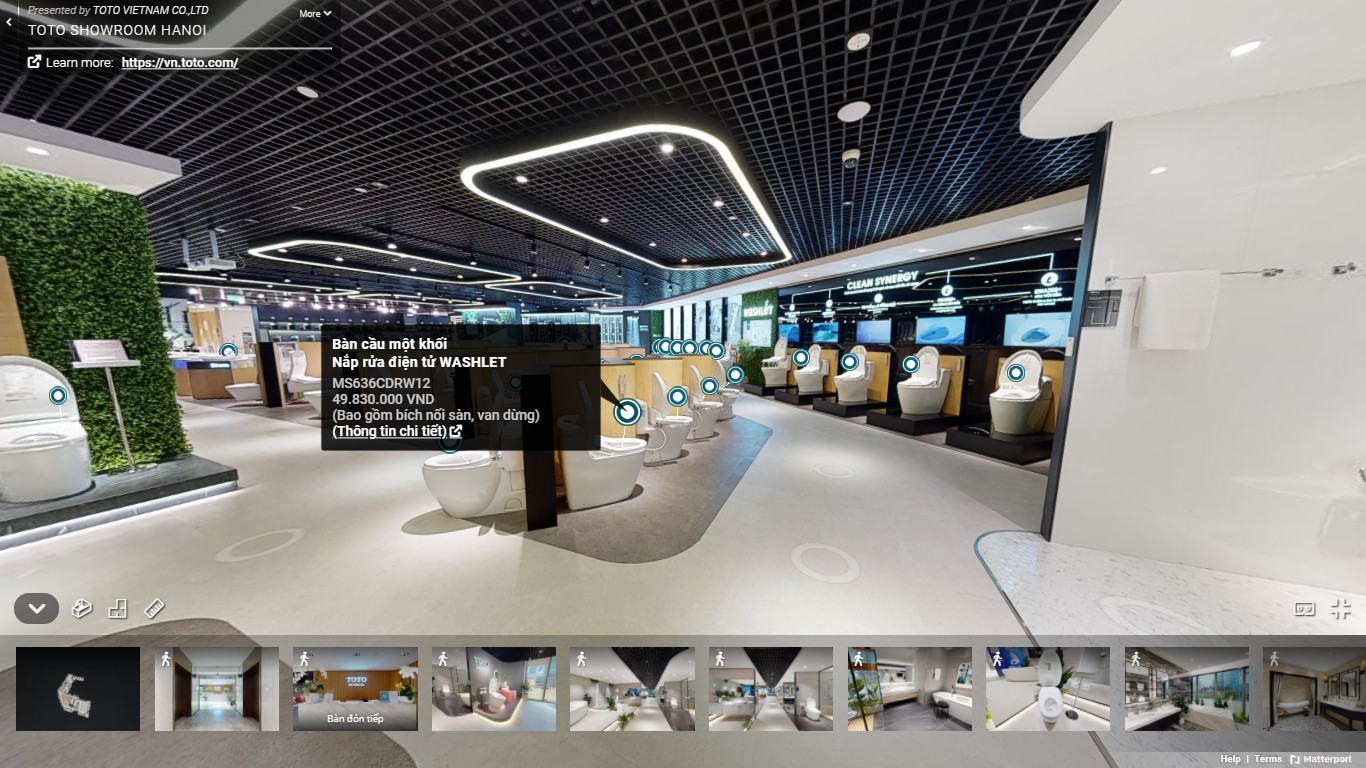 Presented by TOTO VIETNAM CO.,LTD
More
TOTO SHOWROOM HANOI
Learn more: https://vn.toto.com/
CLEAN SYNERGY
WASHLET
Bàn cầu một khối
Nắp rửa điện tử WASHLET
MS636CDRW12
49.830.000 VND
(Bao gồm bích nối sàn, van dừng)
(Thông tin chi tiết)
TOTO
Bàn đón tiếp
Help | Terms
Matterport